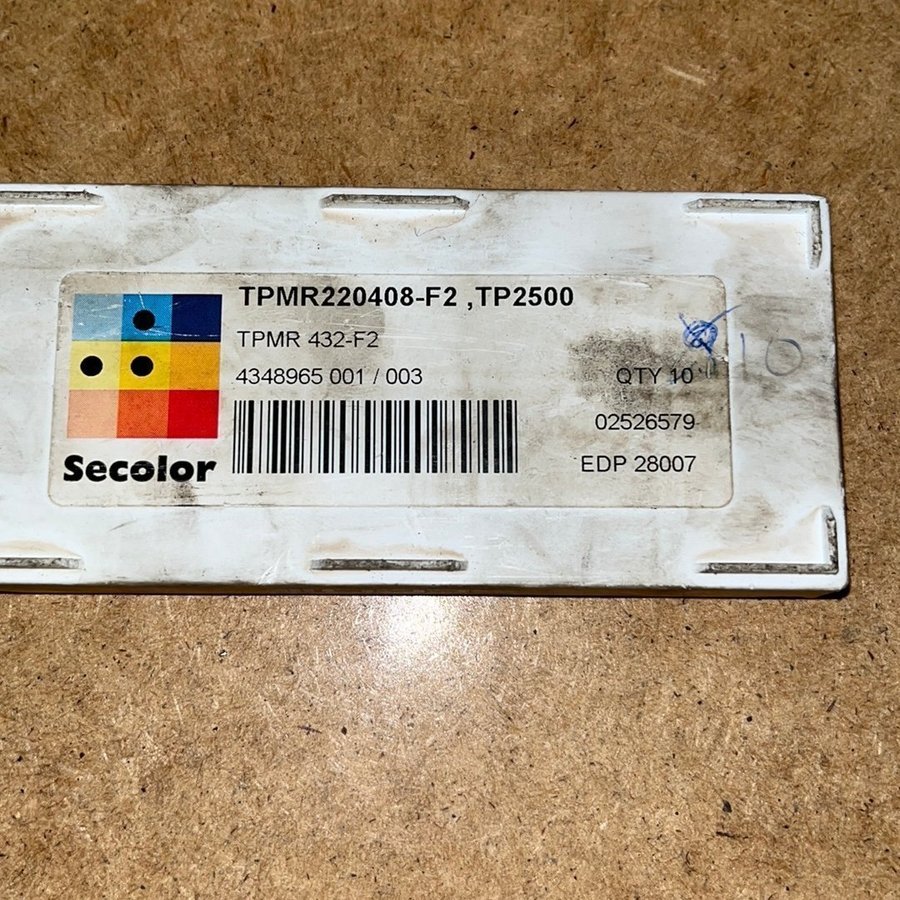 TPMR220408-F2 ,TP2500
TPMR 432-F2
4348965 001 / 003
QTY 10
10
02526579
EDP 28007
Secolor